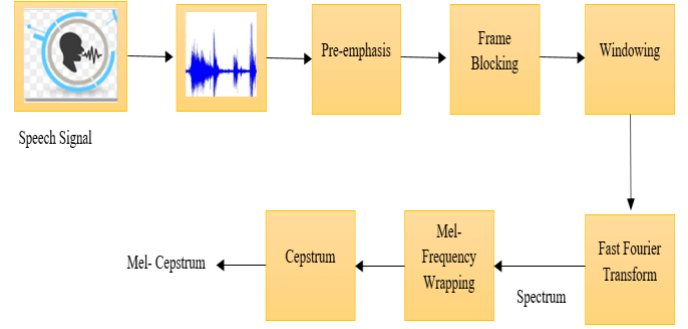 Speech Signal
Pre-emphasis
Frame
Blocking
Windowing
Fast Fourier
Transform
Spectrum
Mel-
Frequency
Wrapping
Cepstrum
Mel- Cepstrum